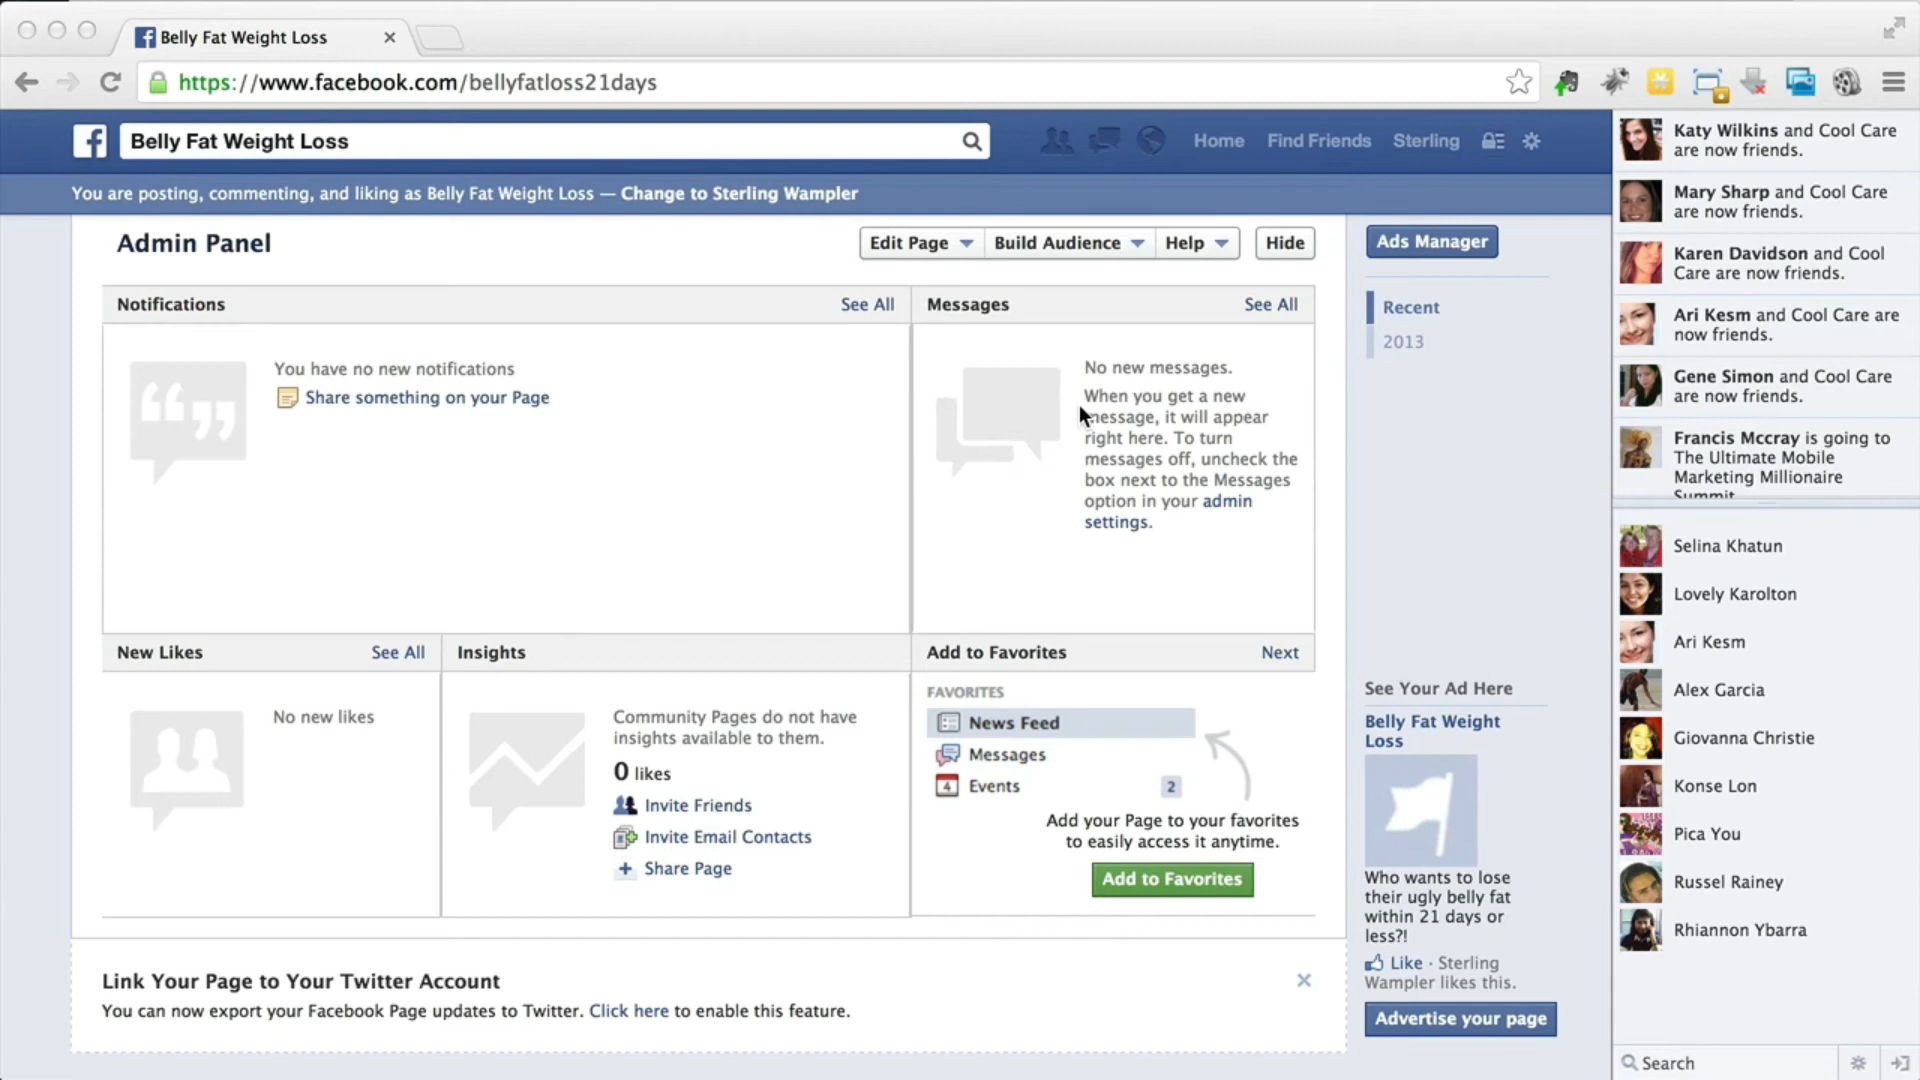 Belly Fat Weight Loss
https://www.facebook.com/bellyfatloss21days
Belly Fat Weight Loss
Home
Find Friends
Sterling
You are posting, commenting, and liking as Belly Fat Weight Loss — Change to Sterling Wampler
Admin Panel
Edit Page
Build Audience
Help
Hide
Ads Manager
Recent
2013
Notifications
See All
You have no new notifications
Share something on your Page
Messages
See All
No new messages.
When you get a new
message, it will appear
right here. To turn
messages off, uncheck the
box next to the Messages
option in your admin
settings.
New Likes
See All
No new likes
Insights
Community Pages do not have
insights available to them.
0 likes
Invite Friends
Invite Email Contacts
Share Page
Add to Favorites
Next
FAVORITES
News Feed
Messages
4
Events
2
Add your Page to your favorites
to easily access it anytime.
Add to Favorites
See Your Ad Here
Belly Fat Weight
Loss
Who wants to lose
their ugly belly fat
within 21 days or
less?!
Like · Sterling
Wampler likes this.
Advertise your page
Link Your Page to Your Twitter Account
You can now export your Facebook Page updates to Twitter. Click here to enable this feature.
Katy Wilkins and Cool Care
are now friends.
Mary Sharp and Cool Care
are now friends.
Karen Davidson and Cool
Care are now friends.
Ari Kesm and Cool Care are
now friends.
Gene Simon and Cool Care
are now friends.
Francis Mccray is going to
The Ultimate Mobile
Marketing Millionaire
Summit
Selina Khatun
Lovely Karolton
Ari Kesm
Alex Garcia
Giovanna Christie
Konse Lon
Pica You
Russel Rainey
Rhiannon Ybarra
Search